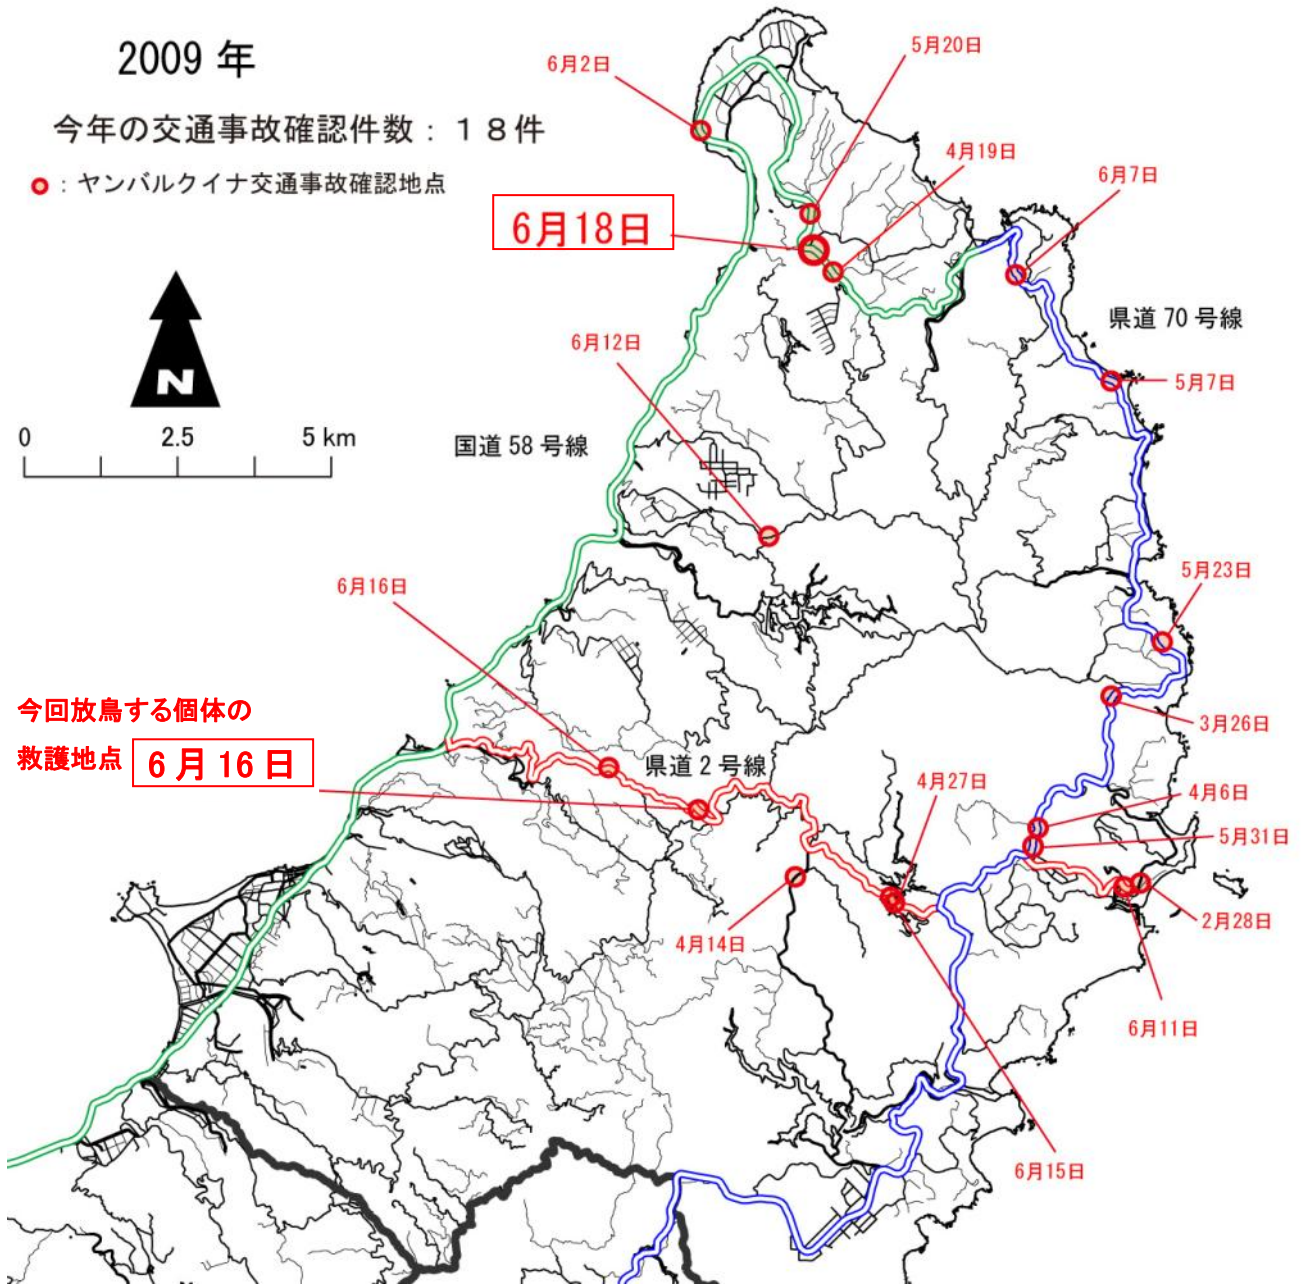 2009 年
今年の交通事故確認件数：１８件
：ヤンバルクイナ交通事故確認地点
6月2日
5月20日
4月19日
6月7日
6月18日
県道 70 号線
6月12日
5月7日
N
0 2.5 5 km
国道 58 号線
6月16日
5月23日
今回放鳥する個体の
救護地点 6 月 16 日
3月26日
県道 2 号線
4月27日
4月6日
5月31日
4月14日
2月28日
6月11日
6月15日